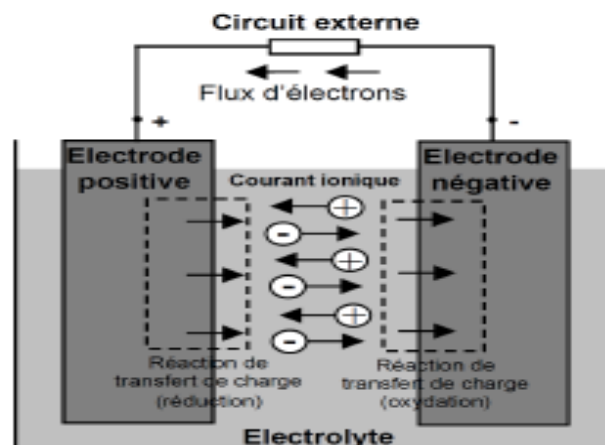 Circuit externe
Flux d'électrons
+
-
Electrode
positive
Electrode
négative
Courant ionique
+
-
+
-
+
-
Réaction de
transfert de charge
(réduction)
Réaction de
transfert de charge
(oxydation)
Electrolyte